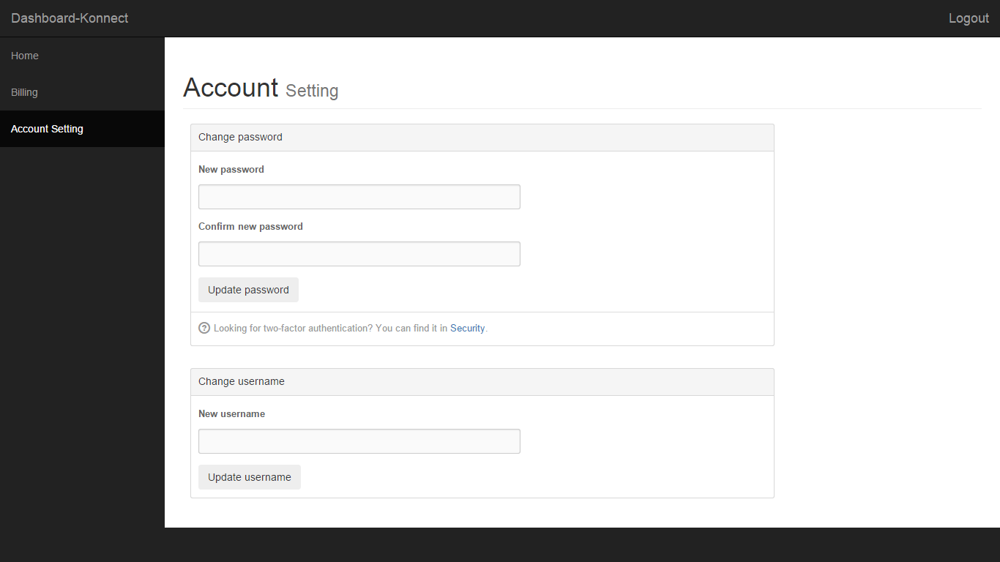 Dashboard-Konnect
Logout
Home
Billing
Account Setting
Account Setting
Change password
New password
Confirm new password
Update password
Looking for two-factor authentication? You can find it in Security.
Change username
New username
Update username